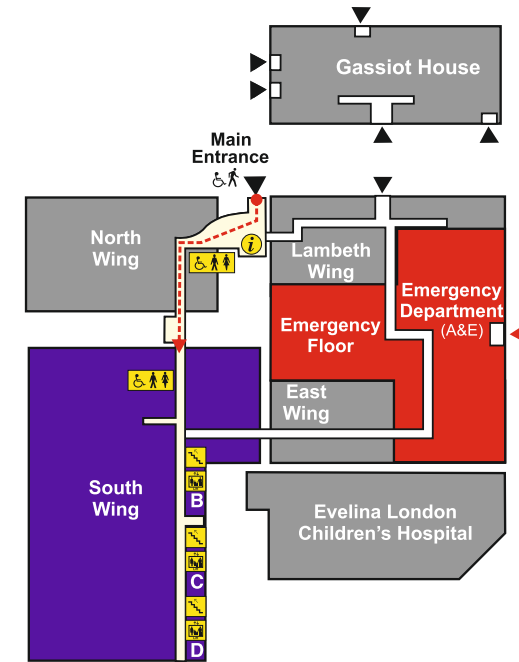 Gassiot House
Main
Entrance
North
Wing
i
Lambeth
Wing
Emergency
Department
(A&E)
Emergency
Floor
East
Wing
South
Wing
B
C
D
Evelina London
Children’s Hospital